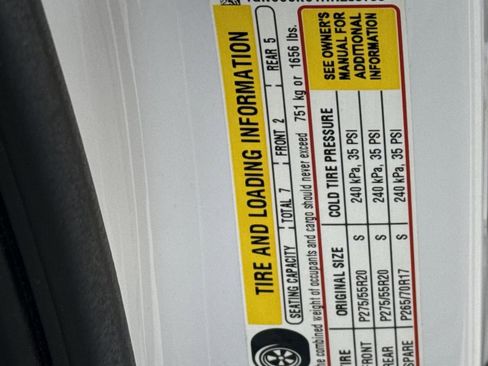 TIRE AND LOADING INFORMATION
SEATING CAPACITY TOTAL 7 FRONT 2 REAR 5
he combined weight of occupants and cargo should never exceed 751 kg or 1656 lbs.
TIRE ORIGINAL SIZE COLD TIRE PRESSURE
FRONT P275/55R20 S 240 kPa, 35 PSI
REAR P275/55R20 S 240 kPa, 35 PSI
SPARE P265/70R17 S 240 kPa, 35 PSI
SEE OWNER'S
MANUAL FOR
ADDITIONAL
INFORMATION